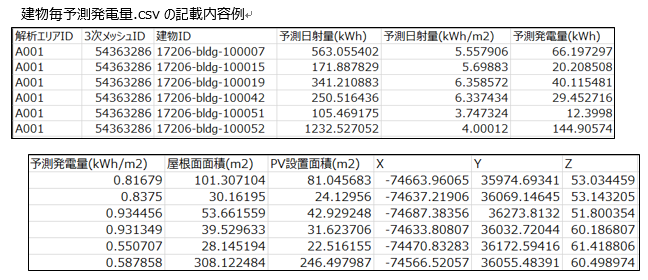 建物毎予測発電量.csv の記載内容例
解析エリアID 3次メッシュID 建物ID 予測日射量(kWh) 予測日射量(kWh/m2) 予測発電量(kWh)
A001 54363286 17206-bldg-100007 563.055402 5.557906 66.197297
A001 54363286 17206-bldg-100015 171.887829 5.69883 20.208508
A001 54363286 17206-bldg-100019 341.210883 6.358572 40.115481
A001 54363286 17206-bldg-100042 250.516436 6.337434 29.452716
A001 54363286 17206-bldg-100051 105.469175 3.747324 12.3998
A001 54363286 17206-bldg-100052 1232.527052 4.00012 144.90574
予測発電量(kWh/m2) 屋根面面積(m2) PV設置面積(m2) X Y Z
0.81679 101.307104 81.045683 -74663.96065 35974.69341 53.034459
0.8375 30.16195 24.12956 -74637.21906 36069.14645 53.143205
0.934456 53.661559 42.929248 -74687.38356 36273.8132 51.800354
0.931349 39.529633 31.623706 -74633.80807 36032.72044 60.186807
0.550707 28.145194 22.516155 -74470.83283 36172.59416 61.418806
0.587858 308.122484 246.497987 -74566.52057 36055.48391 60.498974